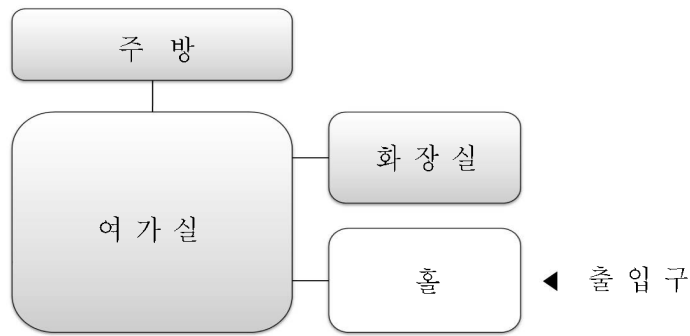 주 방
화 장 실
여 가 실
홀
◀ 출 입 구